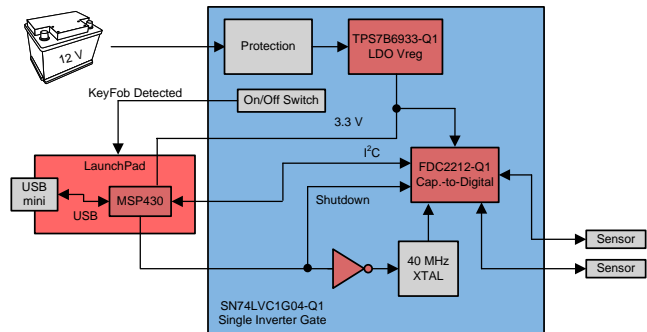 12 V
Protection
TPS7B6933-Q1
LDO Vreg
KeyFob Detected
On/Off Switch
3.3 V
LaunchPad
I²C
FDC2212-Q1
Cap.-to-Digital
USB
mini
MSP430
USB
Shutdown
Sensor
40 MHz
XTAL
Sensor
SN74LVC1G04-Q1
Single Inverter Gate